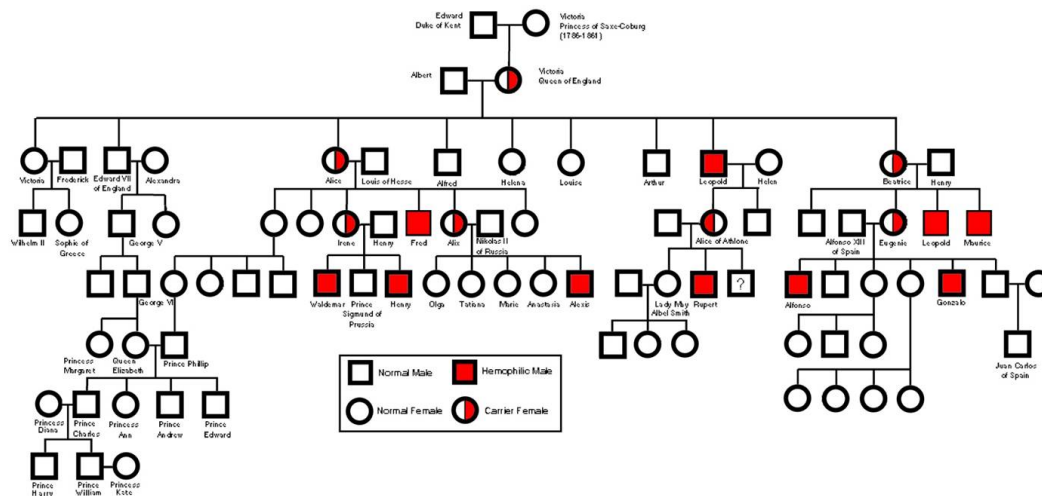 Edward
Duke of Kent
Victoria
Princess of Saxe-Coburg
(1786-1861)
Albert
Victoria
Queen of England
Victoria
Frederick
Edward VII
of England
Alexandra
Alice
Louis of Hesse
Alfred
Helena
Louise
Arthur
Leopold
Helen
Beatrice
Henry
Wilhelm II
Sophie of
Greece
George V
Irene
Henry
Fred
Alix
Nikolas II
of Russia
Alice of Athlone
Alfonso XIII
of Spain
Eugenie
Leopold
Maurice
George VI
Waldemar
Prince
Sigmund of
Prussia
Henry
Olga
Tatiana
Marie
Anastaria
Alexis
Lady May
Abel Smith
Rupert
?
Alfonso
Gonzalo
Princess
Margaret
Queen
Elizabeth
Prince Phillip
Juan Carlos
of Spain
Normal Male
Hemophilic Male
Normal Female
Carrier Female
Princess
Diana
Prince
Charles
Princess
Ann
Prince
Andrew
Prince
Edward
Prince
Harry
Prince
William
Princess
Kate